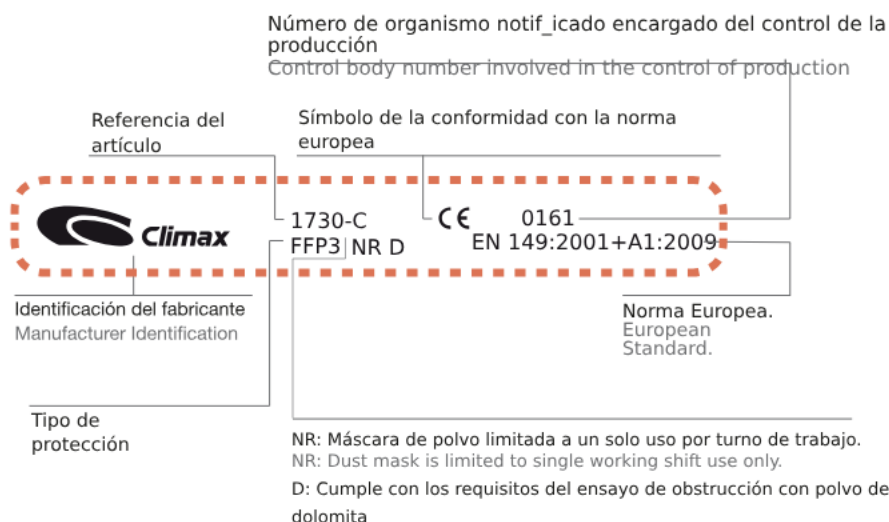 Número de organismo notif_icado encargado del control de la
producción
Control body number involved in the control of production
Referencia del
artículo
Símbolo de la conformidad con la norma
europea
Climax
1730-C
CE 0161
FFP3 NR D
EN 149:2001+A1:2009
Identificación del fabricante
Manufacturer Identification
Norma Europea.
European
Standard.
Tipo de
protección
NR: Máscara de polvo limitada a un solo uso por turno de trabajo.
NR: Dust mask is limited to single working shift use only.
D: Cumple con los requisitos del ensayo de obstrucción con polvo de
dolomita